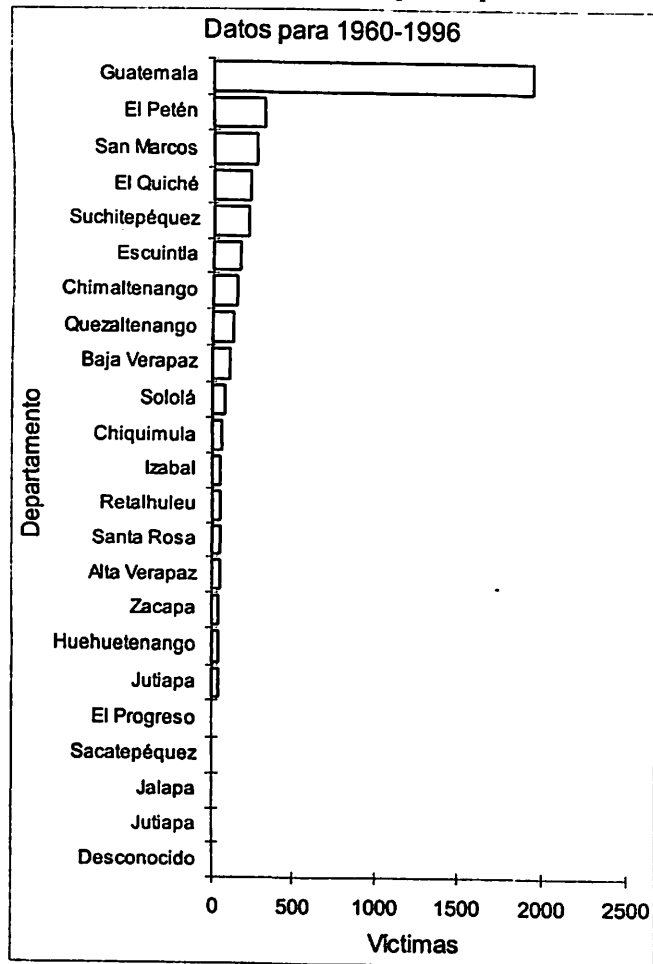 Datos para 1960-1996
Guatemala
El Petén
San Marcos
El Quiché
Suchitepéquez
Escuintla
Chimaltenango
Quezaltenango
Baja Verapaz
Sololá
Chiquimula
Izabal
Retalhuleu
Santa Rosa
Alta Verapaz
Zacapa
Huehuetenango
Jutiapa
El Progreso
Sacatepéquez
Jalapa
Jutiapa
Desconocido
Departamento
0 500 1000 1500 2000 2500
Víctimas